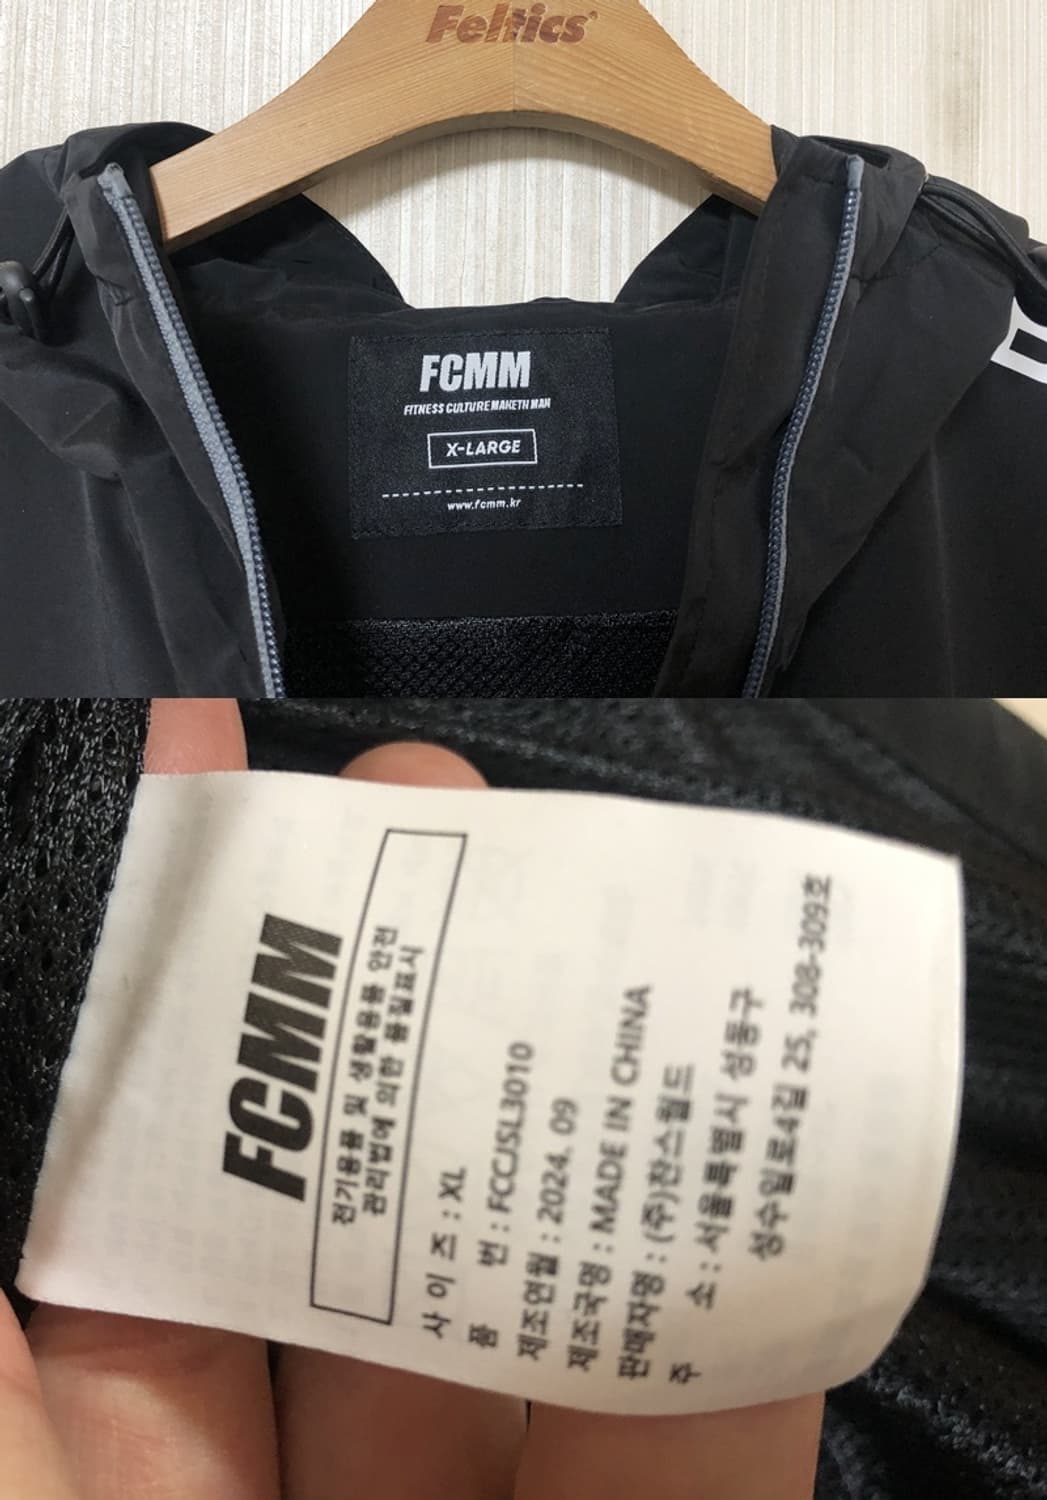 Feltics
FCMM
FITNESS CULTURE MAKETH MAN
X-LARGE
www.fcmm.kr
FCMM
전기용품 및 생활용품 안전
관리법에 의한 품질표시
사 이 즈 : XL
품 번 : FCCJSL3010
제조연월 : 2024. 09
제조국명 : MADE IN CHINA
판매자명 : (주)잔스월드
주 소 : 서울특별시 성동구
성수일로4길 25, 308-309호